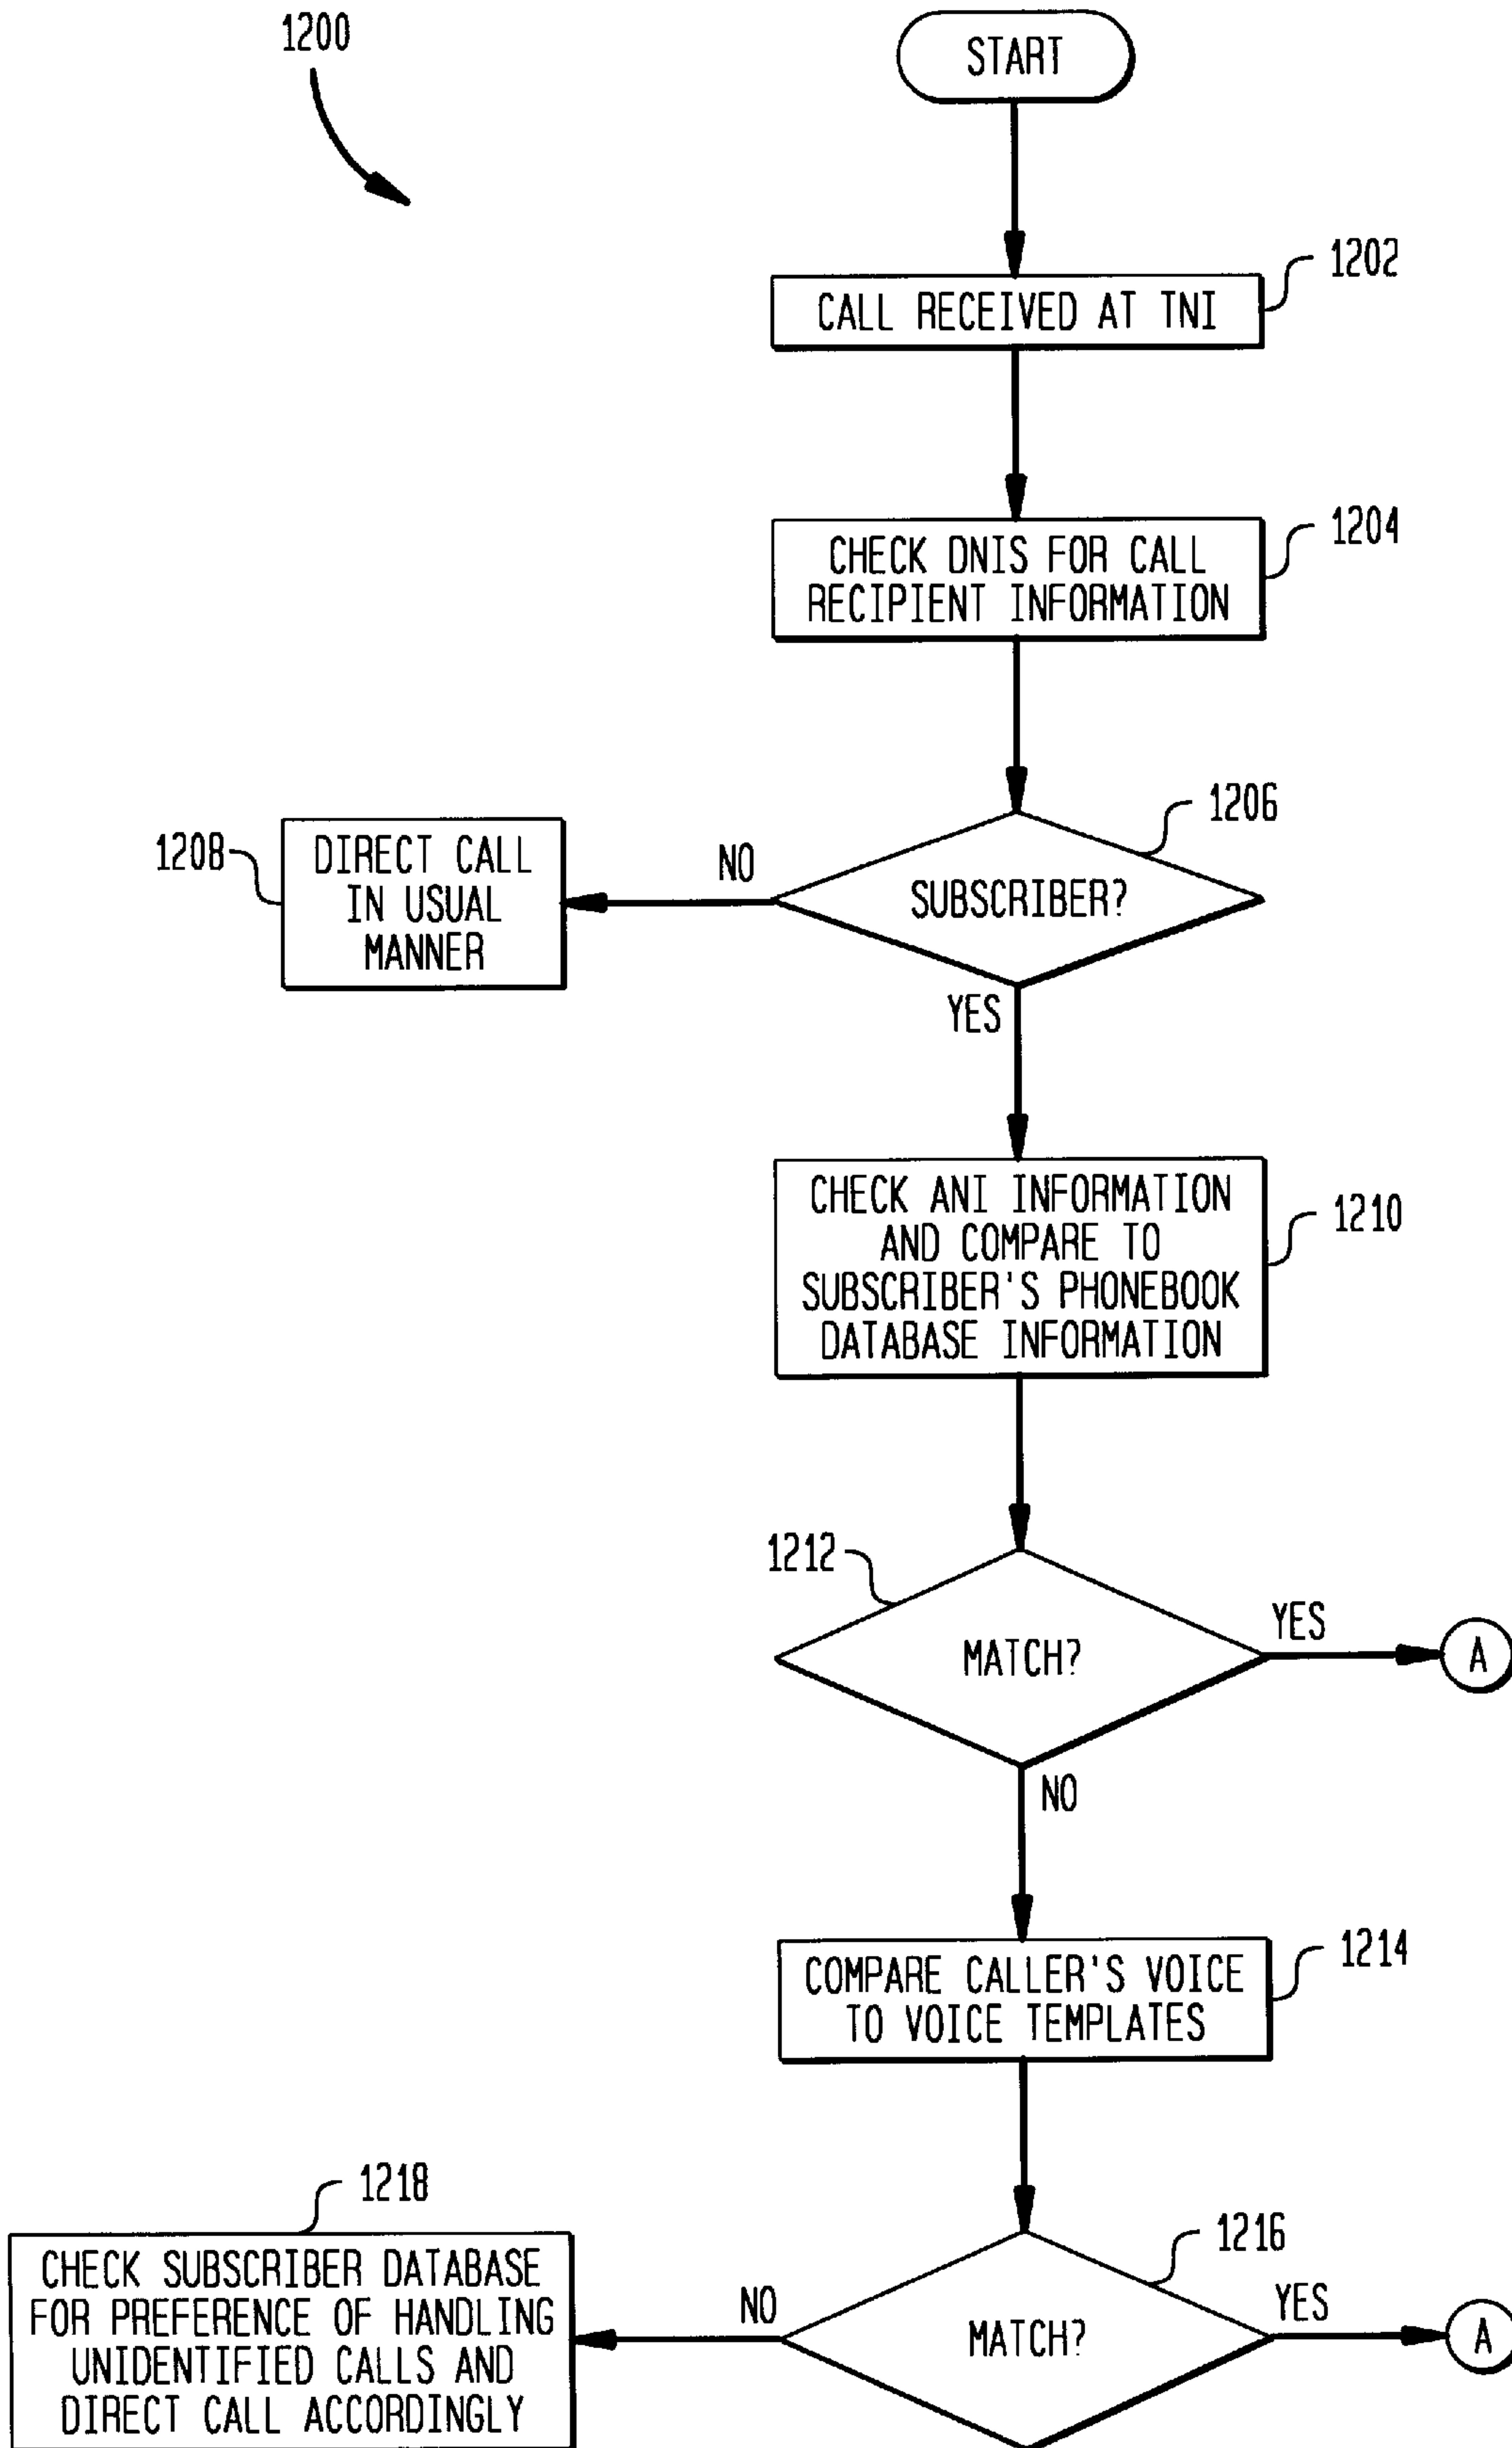 1200
START
1202
CALL RECEIVED AT TNI
1204
CHECK DNIS FOR CALL
RECIPIENT INFORMATION
1206
SUBSCRIBER?
NO
1208
DIRECT CALL
IN USUAL
MANNER
YES
1210
CHECK ANI INFORMATION
AND COMPARE TO
SUBSCRIBER'S PHONEBOOK
DATABASE INFORMATION
1212
MATCH?
YES
A
NO
1214
COMPARE CALLER'S VOICE
TO VOICE TEMPLATES
1216
MATCH?
YES
A
NO
1218
CHECK SUBSCRIBER DATABASE
FOR PREFERENCE OF HANDLING
UNIDENTIFIED CALLS AND
DIRECT CALL ACCORDINGLY